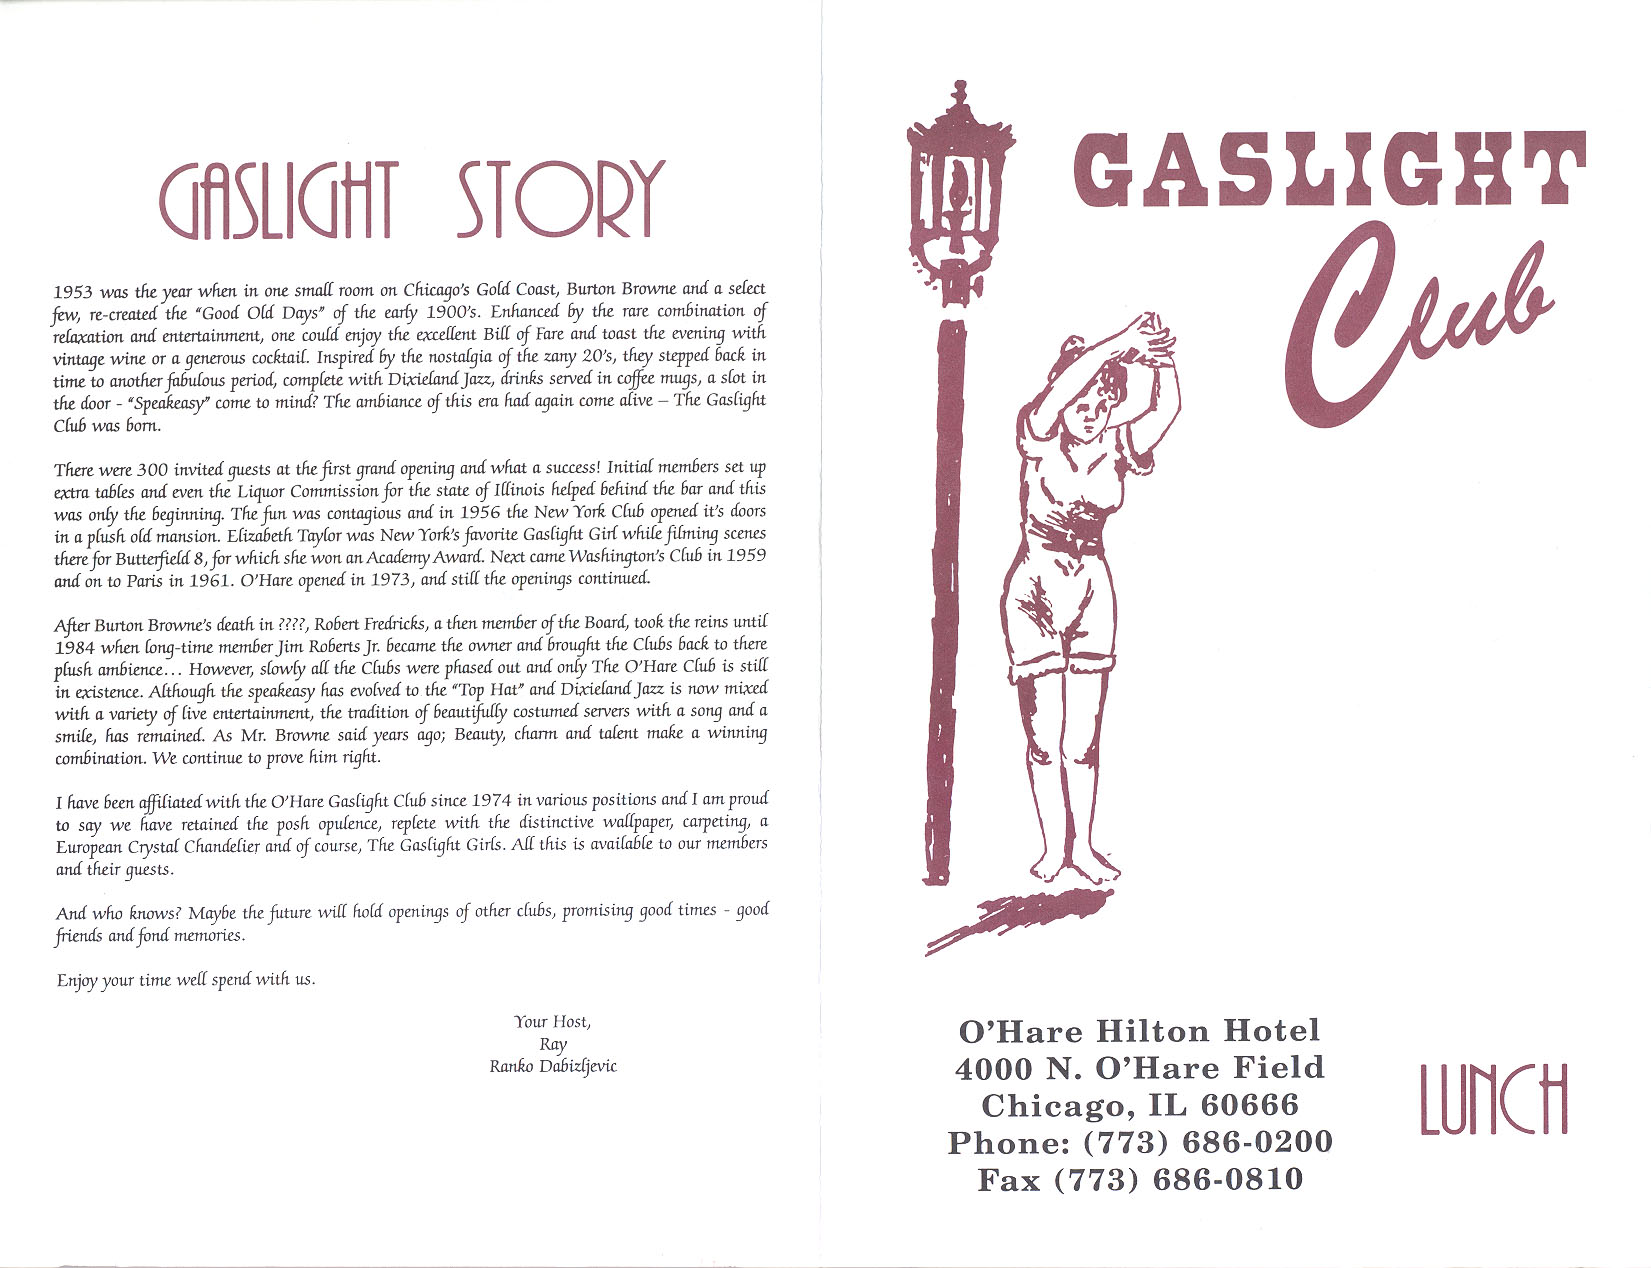 GASLIGHT STORY
1953 was the year when in one small room on Chicago's Gold Coast, Burton Browne and a select
few, re-created the "Good Old Days" of the early 1900's. Enhanced by the rare combination of
relaxation and entertainment, one could enjoy the excellent Bill of Fare and toast the evening with
vintage wine or a generous cocktail. Inspired by the nostalgia of the zany 20's, they stepped back in
time to another fabulous period, complete with Dixieland Jazz, drinks served in coffee mugs, a slot in
the door - "Speakeasy" come to mind? The ambiance of this era had again come alive – The Gaslight
Club was born.
There were 300 invited guests at the first grand opening and what a success! Initial members set up
extra tables and even the Liquor Commission for the state of Illinois helped behind the bar and this
was only the beginning. The fun was contagious and in 1956 the New York Club opened it's doors
in a plush old mansion. Elizabeth Taylor was New York's favorite Gaslight Girl while filming scenes
there for Butterfield 8, for which she won an Academy Award. Next came Washington's Club in 1959
and on to Paris in 1961. O'Hare opened in 1973, and still the openings continued.
After Burton Browne's death in ????, Robert Fredricks, a then member of the Board, took the reins until
1984 when long-time member Jim Roberts Jr. became the owner and brought the Clubs back to there
plush ambience... However, slowly all the Clubs were phased out and only The O'Hare Club is still
in existence. Although the speakeasy has evolved to the "Top Hat" and Dixieland Jazz is now mixed
with a variety of live entertainment, the tradition of beautifully costumed servers with a song and a
smile, has remained. As Mr. Browne said years ago; Beauty, charm and talent make a winning
combination. We continue to prove him right.
I have been affiliated with the O'Hare Gaslight Club since 1974 in various positions and I am proud
to say we have retained the posh opulence, replete with the distinctive wallpaper, carpeting, a
European Crystal Chandelier and of course, The Gaslight Girls. All this is available to our members
and their guests.
And who knows? Maybe the future will hold openings of other clubs, promising good times - good
friends and fond memories.
Enjoy your time well spend with us.
Your Host,
Ray
Ranko Dabizljevic
GASLIGHT
Club
O'Hare Hilton Hotel
4000 N. O'Hare Field
Chicago, IL 60666
Phone: (773) 686-0200
Fax (773) 686-0810
LUNCH